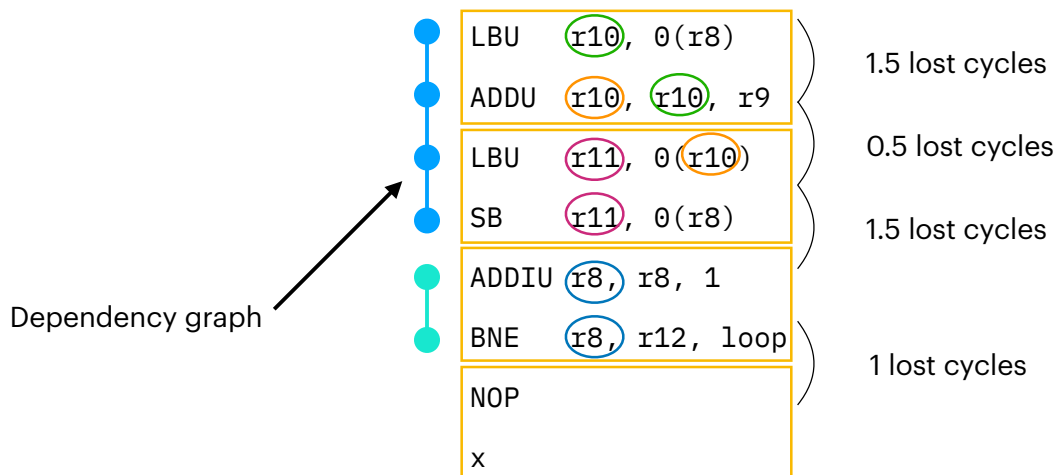 LBU r10, 0(r8)
1.5 lost cycles
ADDU r10, r10, r9
0.5 lost cycles
LBU r11, 0(r10)
SB r11, 0(r8)
1.5 lost cycles
ADDIU r8, r8, 1
Dependency graph
BNE r8, r12, loop
1 lost cycles
NOP
x